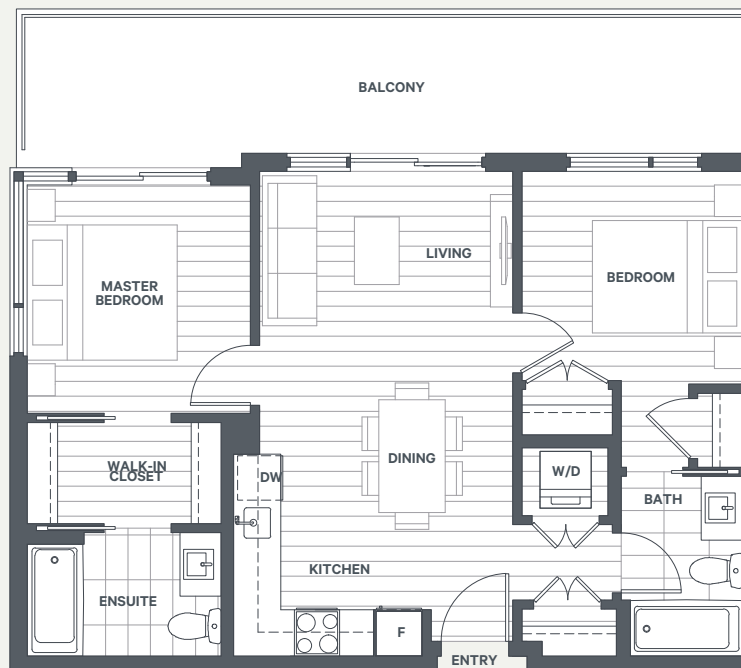 BALCONY
LIVING
MASTER
BEDROOM
BEDROOM
DINING
WALK-IN
CLOSET
DW
W/D
BATH
KITCHEN
ENSUITE
F
ENTRY